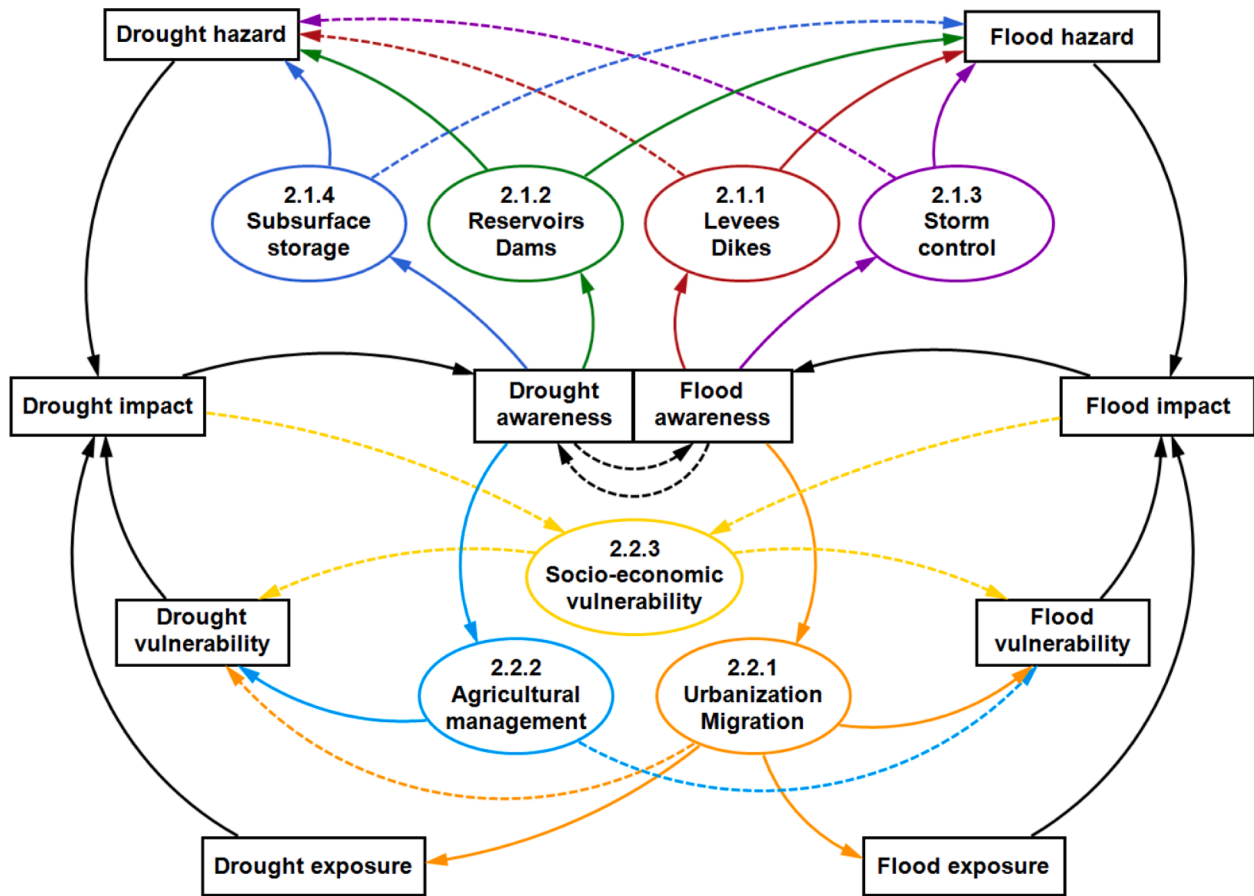 Drought hazard
Flood hazard
2.1.4
Subsurface
storage
2.1.2
Reservoirs
Dams
2.1.1
Levees
Dikes
2.1.3
Storm
control
Drought impact
Drought
awareness
Flood
awareness
Flood impact
2.2.3
Socio-economic
vulnerability
Drought
vulnerability
Flood
vulnerability
2.2.2
Agricultural
management
2.2.1
Urbanization
Migration
Drought exposure
Flood exposure